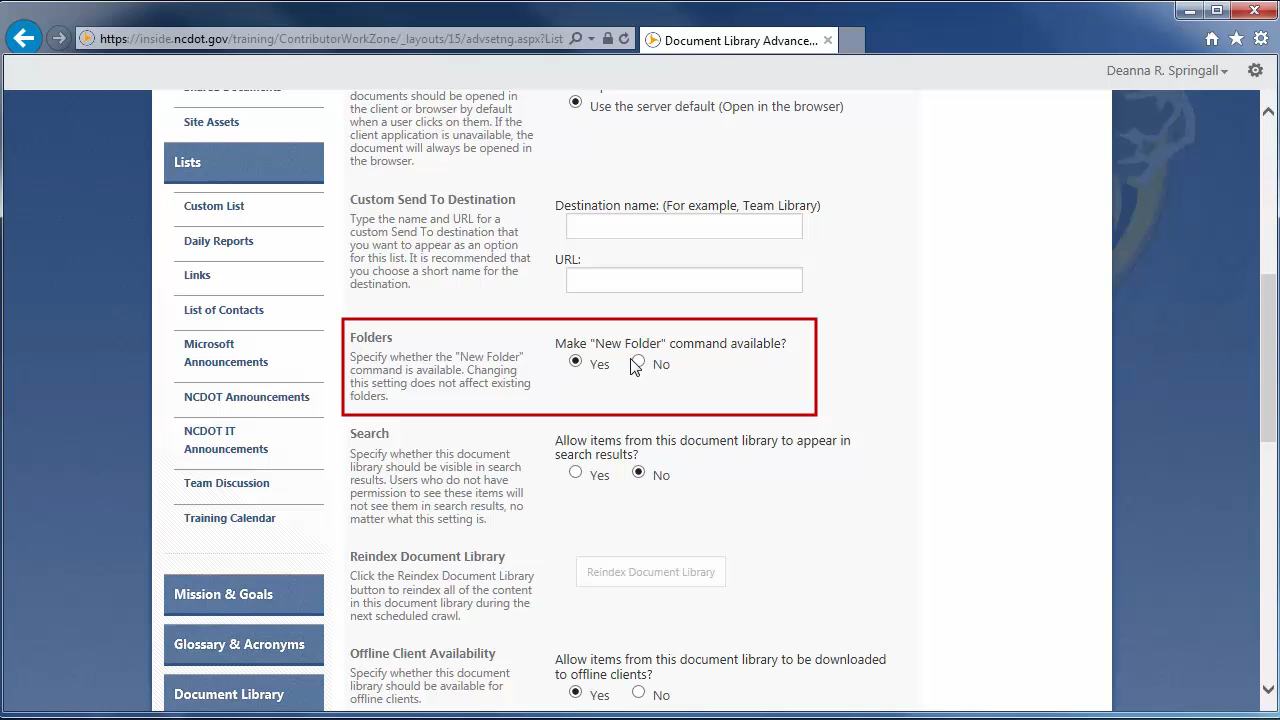 https://inside.ncdot.gov/training/ContributorWorkZone/_layouts/15/advsetng.aspx?List
Document Library Advance...
Deanna R. Springall
Shared Documents
Site Assets
Lists
Custom List
Daily Reports
Links
List of Contacts
Microsoft
Announcements
NCDOT Announcements
NCDOT IT
Announcements
Team Discussion
Training Calendar
Mission & Goals
Glossary & Acronyms
Document Library
documents should be opened in
the client or browser by default
when a user clicks on them. If the
client application is unavailable, the
document will always be opened in
the browser.
Use the server default (Open in the browser)
Custom Send To Destination
Type the name and URL for a
custom Send To destination that
you want to appear as an option
for this list. It is recommended that
you choose a short name for the
destination.
Destination name: (For example, Team Library)
URL:
Folders
Specify whether the "New Folder"
command is available. Changing
this setting does not affect existing
folders.
Make "New Folder" command available?
Yes No
Search
Specify whether this document
library should be visible in search
results. Users who do not have
permission to see these items will
not see them in search results, no
matter what this setting is.
Allow items from this document library to appear in
search results?
Yes No
Reindex Document Library
Click the Reindex Document Library
button to reindex all of the content
in this document library during the
next scheduled crawl.
Reindex Document Library
Offline Client Availability
Specify whether this document
library should be available for
offline clients.
Allow items from this document library to be downloaded
to offline clients?
Yes No